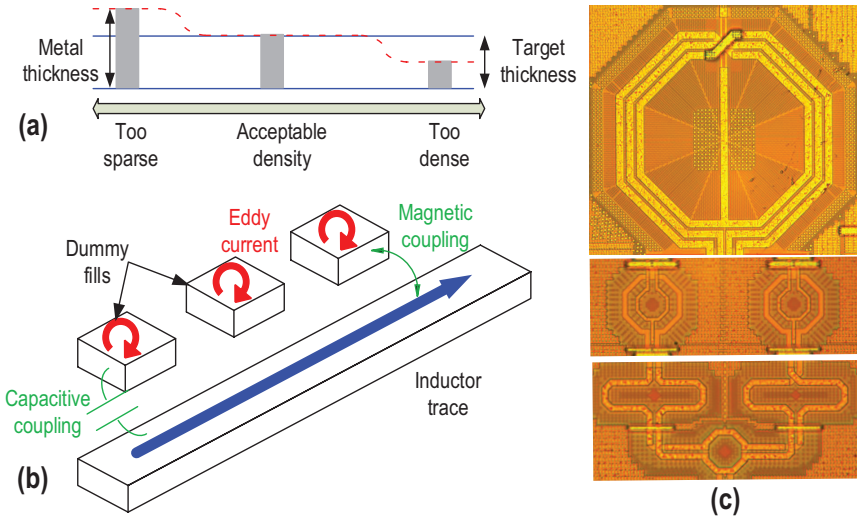 Metal
thickness
Target
thickness
(a)
Too
sparse
Acceptable
density
Too
dense
Dummy
fills
Eddy
current
Magnetic
coupling
Capacitive
coupling
Inductor
trace
(b)
(c)